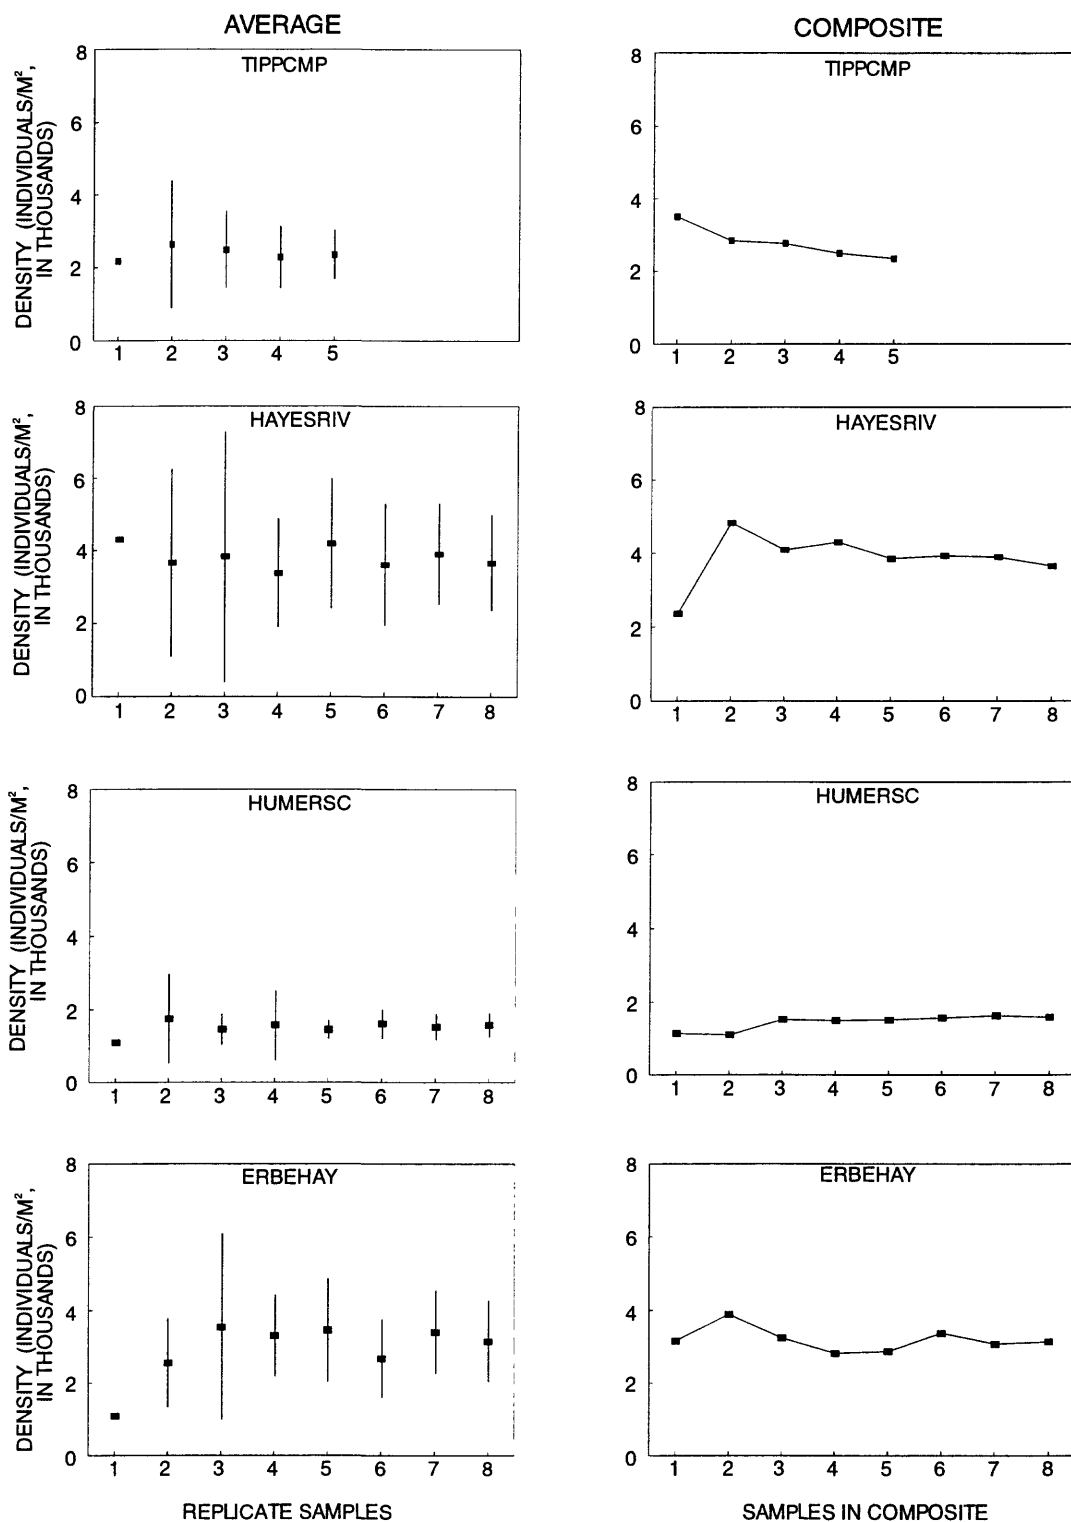 AVERAGE
COMPOSITE
TIPPCMP
8
6
4
2
0
DENSITY (INDIVIDUALS/M²,
IN THOUSANDS)
1 2 3 4 5
TIPPCMP
8
6
4
2
0
1 2 3 4 5
HAYESRIV
8
6
4
2
0
DENSITY (INDIVIDUALS/M²,
IN THOUSANDS)
1 2 3 4 5 6 7 8
HAYESRIV
8
6
4
2
0
1 2 3 4 5 6 7 8
HUMERSC
8
6
4
2
0
DENSITY (INDIVIDUALS/M²,
IN THOUSANDS)
1 2 3 4 5 6 7 8
HUMERSC
8
6
4
2
0
1 2 3 4 5 6 7 8
ERBEHAY
8
6
4
2
0
DENSITY (INDIVIDUALS/M²,
IN THOUSANDS)
1 2 3 4 5 6 7 8
REPLICATE SAMPLES
ERBEHAY
8
6
4
2
0
1 2 3 4 5 6 7 8
SAMPLES IN COMPOSITE